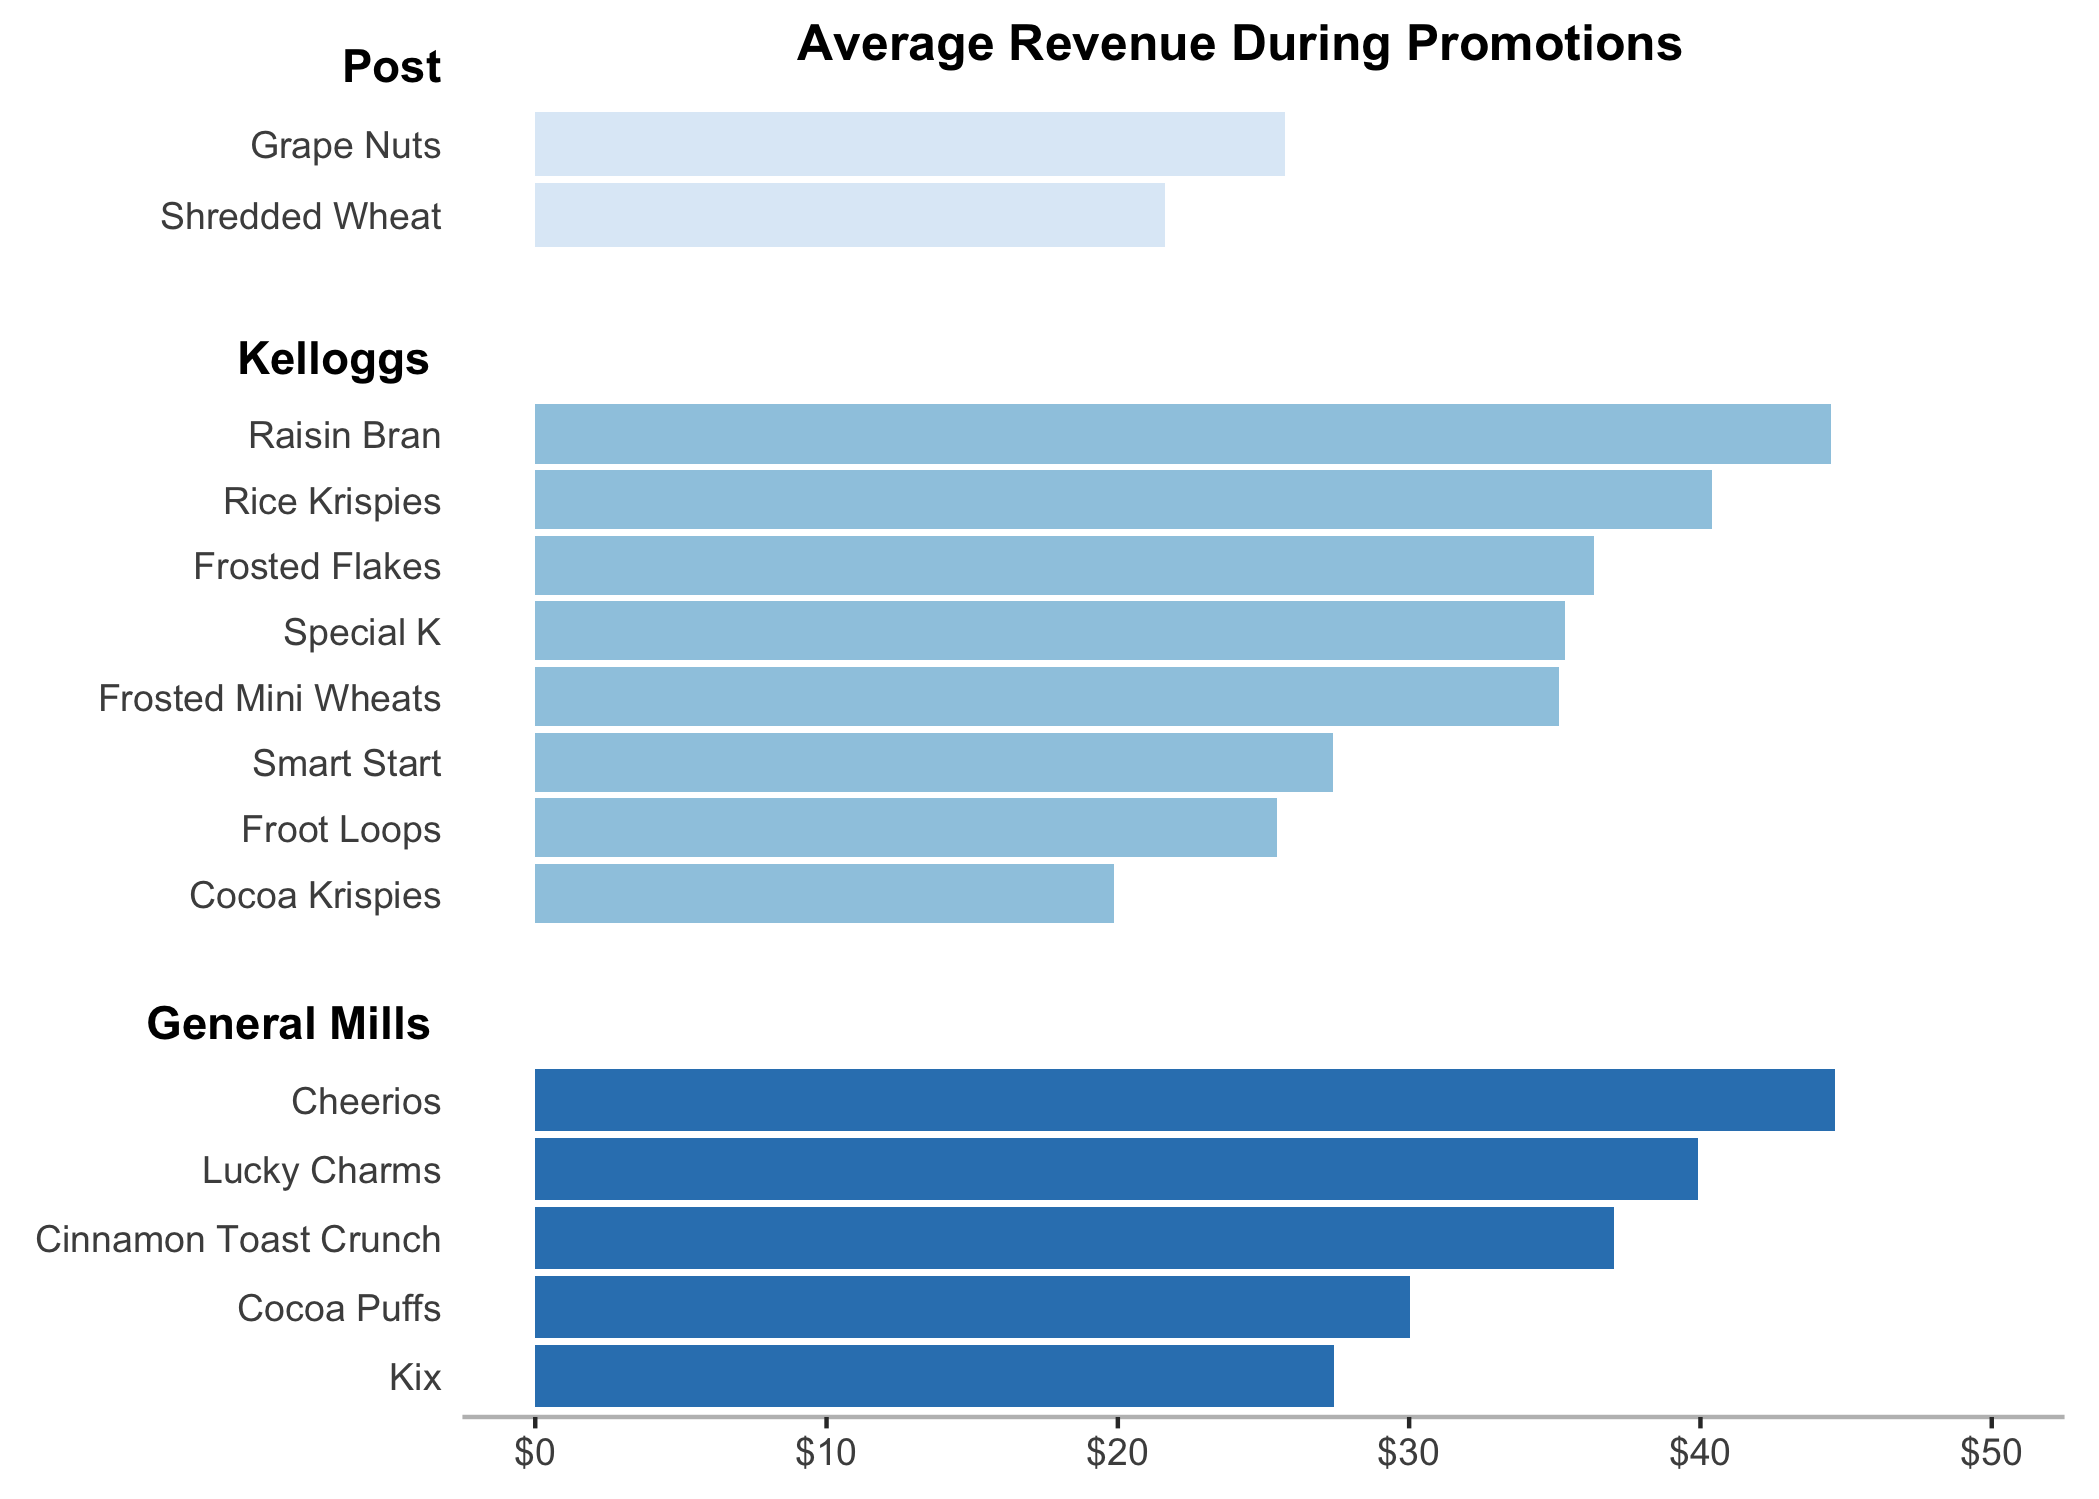 Average Revenue During Promotions
Post
Grape Nuts
Shredded Wheat
Kelloggs
Raisin Bran
Rice Krispies
Frosted Flakes
Special K
Frosted Mini Wheats
Smart Start
Froot Loops
Cocoa Krispies
General Mills
Cheerios
Lucky Charms
Cinnamon Toast Crunch
Cocoa Puffs
Kix
$0 $10 $20 $30 $40 $50